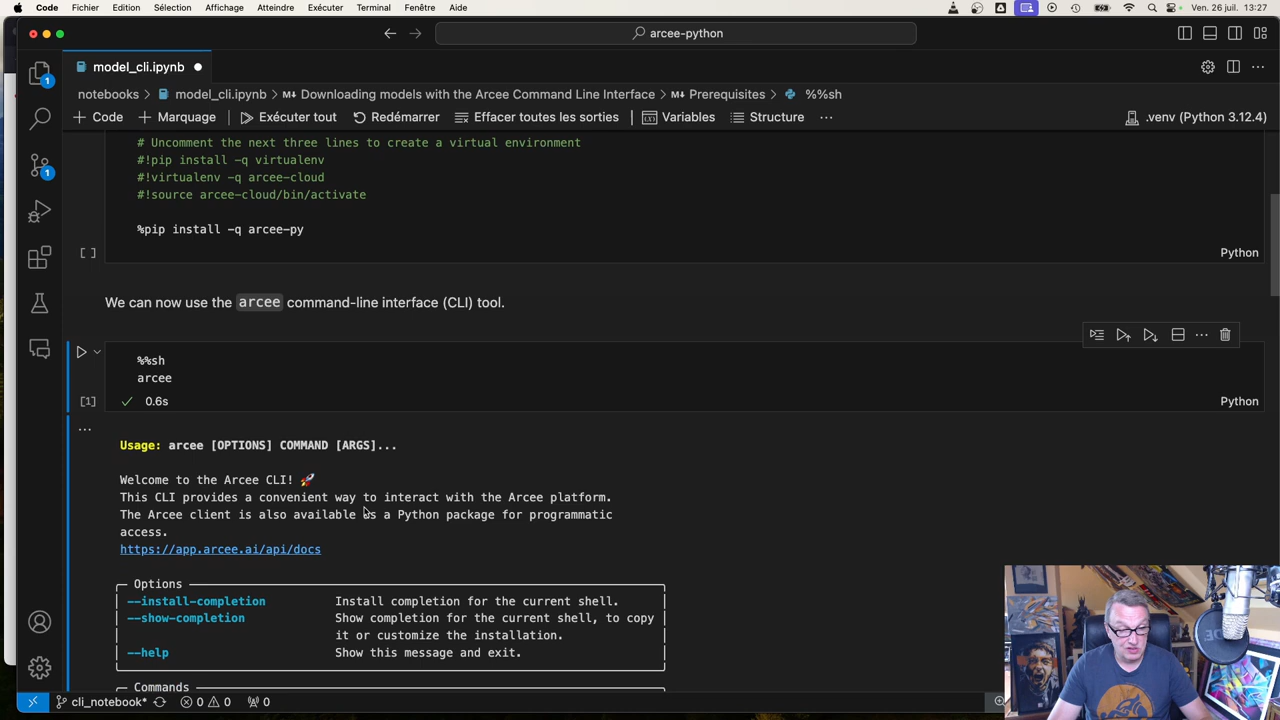 Code Fichier Edition Sélection Affichage Atteindre Exécuter Terminal Fenêtre Aide Ven. 26 juil. 13:27
arcee-python
model_cli.ipynb
notebooks > model_cli.ipynb > Downloading models with the Arcee Command Line Interface > Prerequisites > %%sh
+ Code + Marquage Exécuter tout Redémarrer Effacer toutes les sorties Variables Structure ... .venv (Python 3.12.4)
# Uncomment the next three lines to create a virtual environment
#!pip install -q virtualenv
#!virtualenv -q arcee-cloud
#!source arcee-cloud/bin/activate
%pip install -q arcee-py
[ ] Python
We can now use the arcee command-line interface (CLI) tool.
%%sh
arcee
[1] 0.6s Python
...
Usage: arcee [OPTIONS] COMMAND [ARGS]...
Welcome to the Arcee CLI! 🚀
This CLI provides a convenient way to interact with the Arcee platform.
The Arcee client is also available as a Python package for programmatic
access.
https://app.arcee.ai/api/docs
Options
--install-completion Install completion for the current shell.
--show-completion Show completion for the current shell, to copy
it or customize the installation.
--help Show this message and exit.
Commands
cli_notebook* 0 0 0